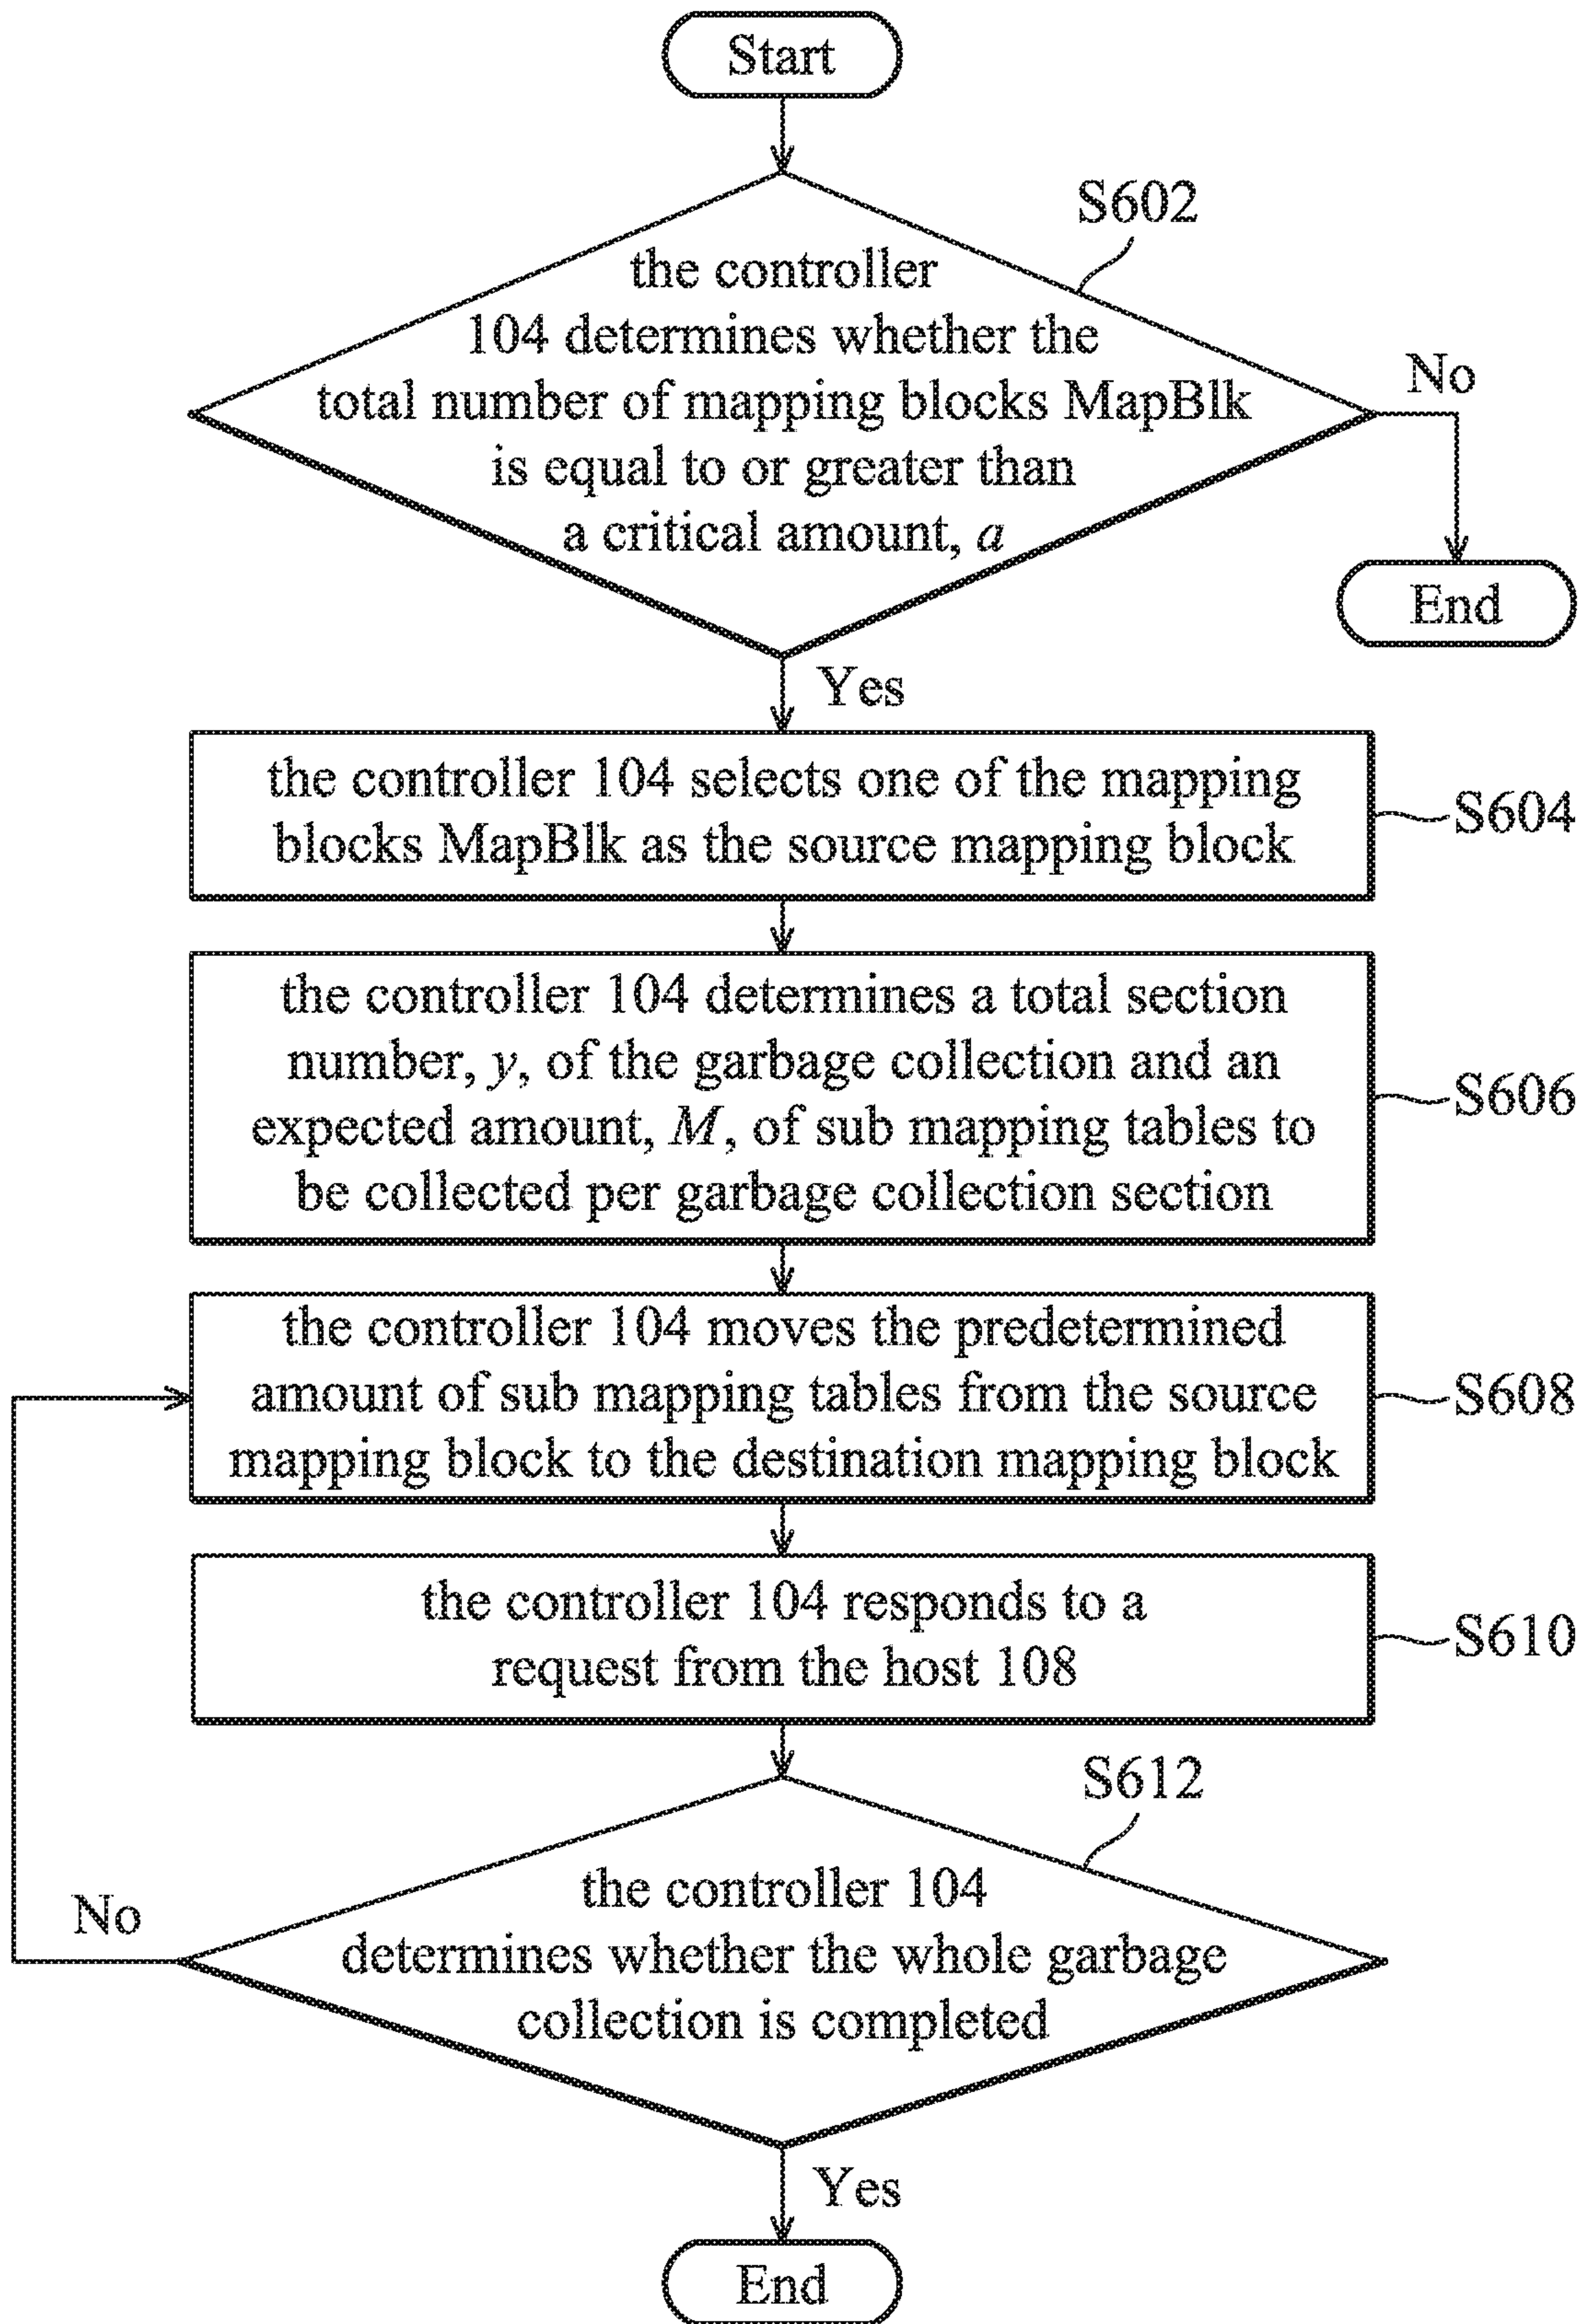 Start
S602
the controller
104 determines whether the
total number of mapping blocks MapBlk
is equal to or greater than
a critical amount, a
No
End
Yes
the controller 104 selects one of the mapping
blocks MapBlk as the source mapping block
S604
the controller 104 determines a total section
number, y, of the garbage collection and an
expected amount, M, of sub mapping tables to
be collected per garbage collection section
S606
the controller 104 moves the predetermined
amount of sub mapping tables from the source
mapping block to the destination mapping block
S608
the controller 104 responds to a
request from the host 108
S610
S612
the controller 104
determines whether the whole garbage
collection is completed
No
Yes
End